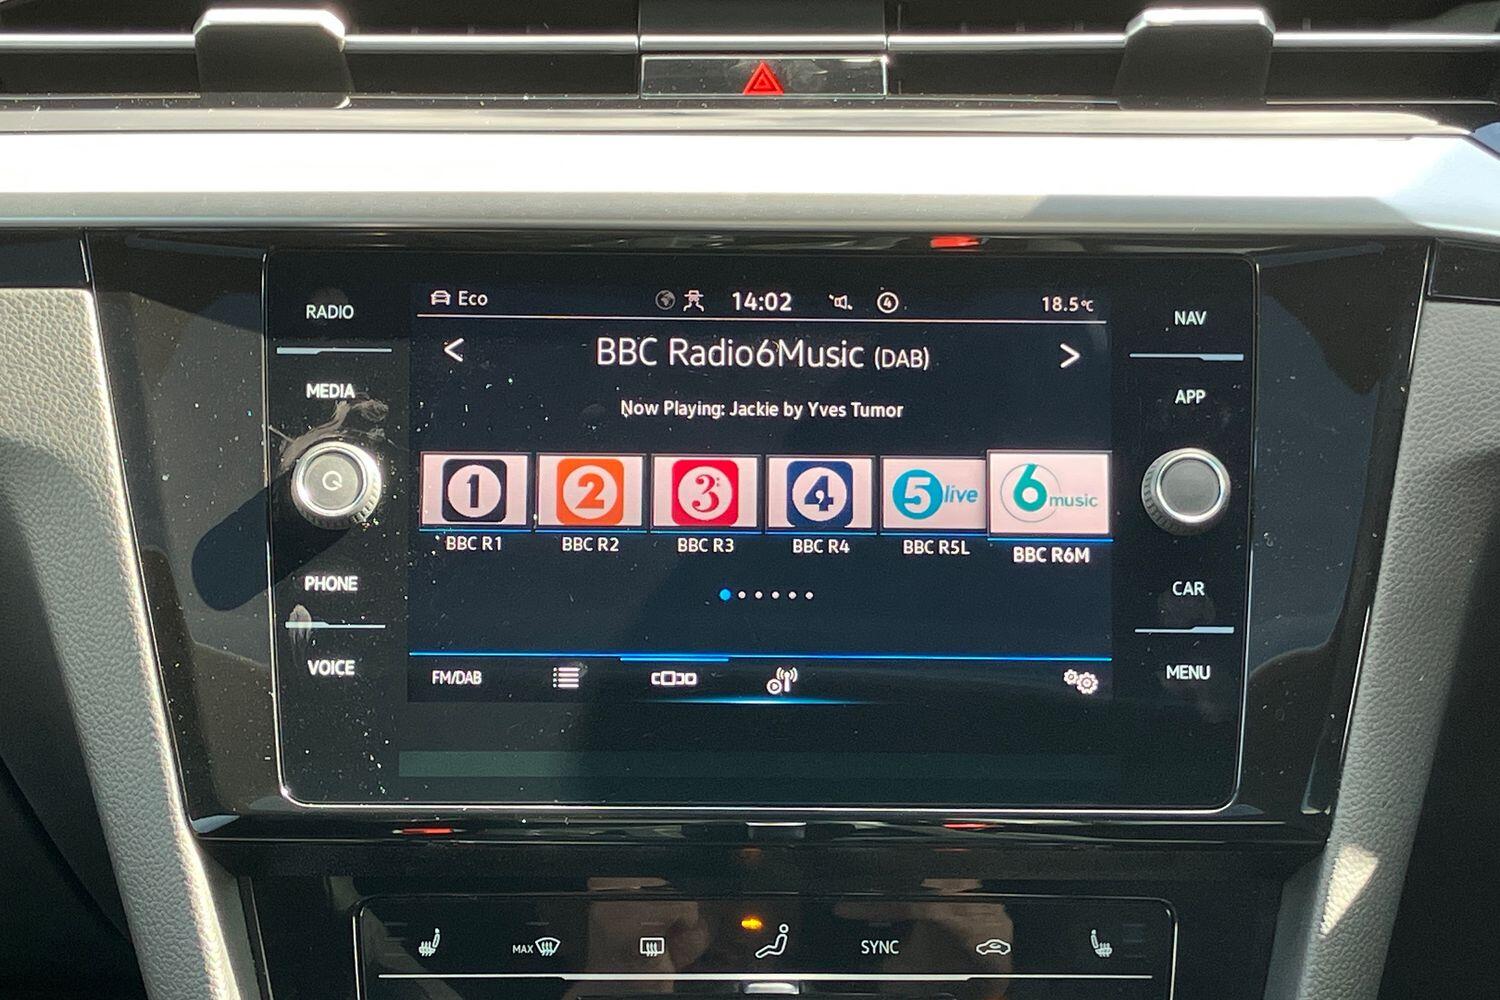 RADIO
MEDIA
PHONE
VOICE
Eco
14:02
4
18.5°C
< BBC Radio6Music (DAB) >
Now Playing: Jackie by Yves Tumor
1
2
3
4
5 live
6 music
BBC R1
BBC R2
BBC R3
BBC R4
BBC R5L
BBC R6M
FM/DAB
NAV
APP
CAR
MENU
MAX
SYNC